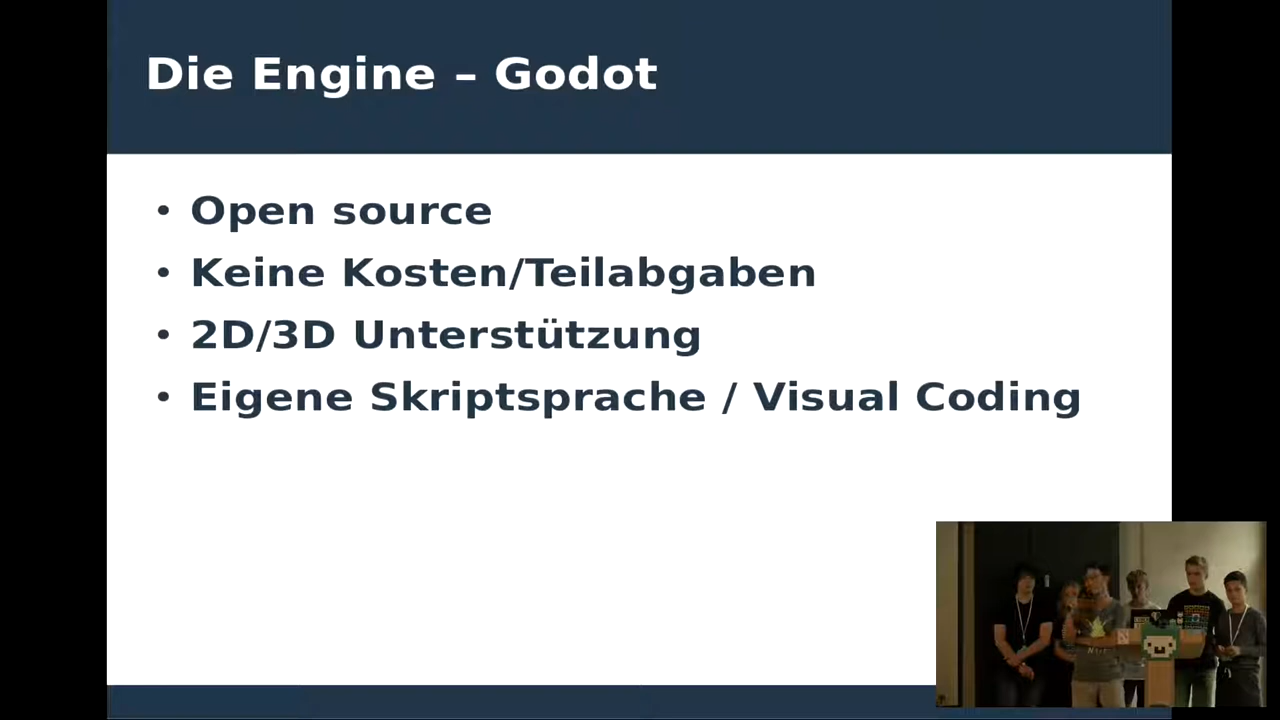 Die Engine – Godot
• Open source
• Keine Kosten/Teilabgaben
• 2D/3D Unterstützung
• Eigene Skriptsprache / Visual Coding